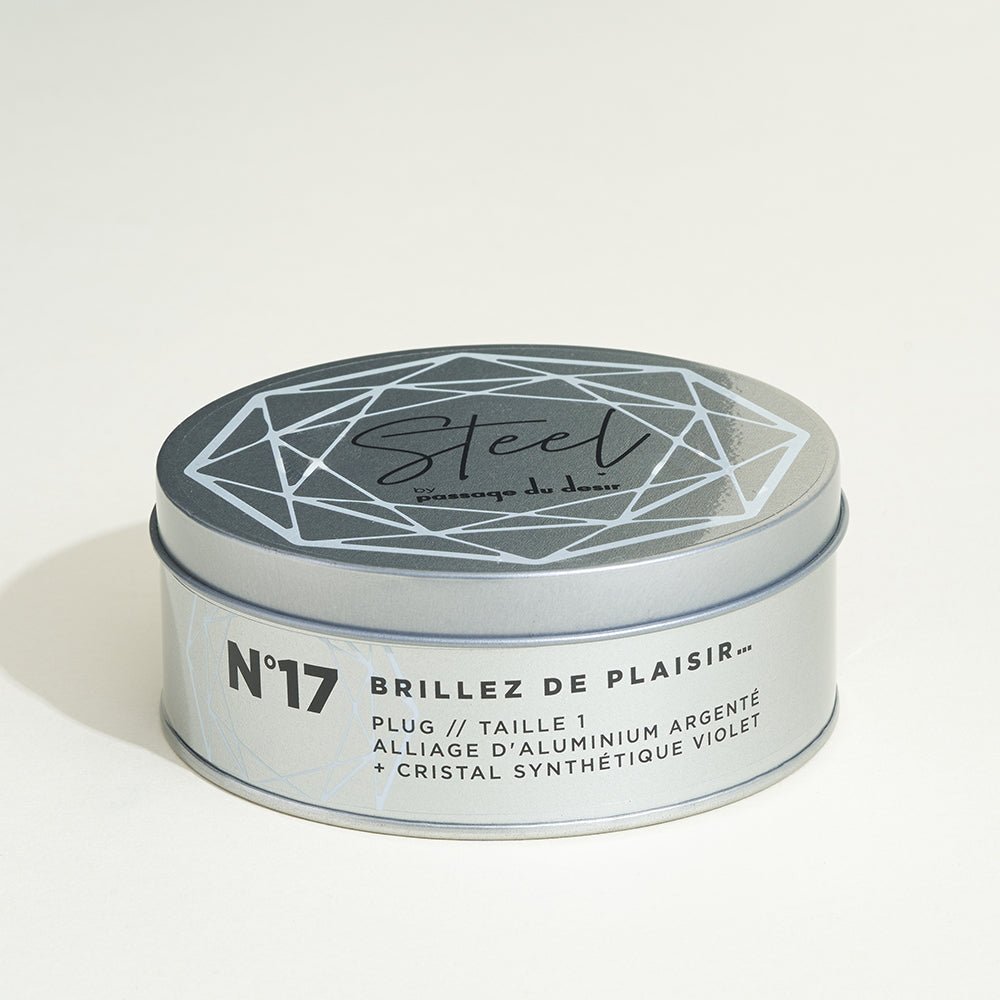 Steel
by passage du desir
N°17
BRILLEZ DE PLAISIR...
PLUG // TAILLE 1
ALLIAGE D'ALUMINIUM ARGENTÉ
+ CRISTAL SYNTHÉTIQUE VIOLET